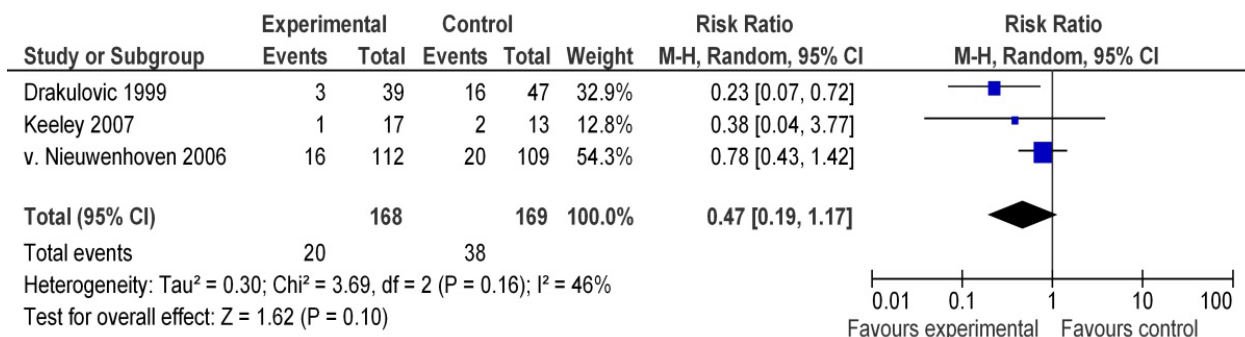 Experimental Control Risk Ratio Risk Ratio
Study or Subgroup Events Total Events Total Weight M-H, Random, 95% CI M-H, Random, 95% CI
Drakulovic 1999 3 39 16 47 32.9% 0.23 [0.07, 0.72]
Keeley 2007 1 17 2 13 12.8% 0.38 [0.04, 3.77]
v. Nieuwenhoven 2006 16 112 20 109 54.3% 0.78 [0.43, 1.42]
Total (95% CI) 168 169 100.0% 0.47 [0.19, 1.17]
Total events 20 38
Heterogeneity: Tau² = 0.30; Chi² = 3.69, df = 2 (P = 0.16); I² = 46%
Test for overall effect: Z = 1.62 (P = 0.10)
0.01 0.1 1 10 100
Favours experimental Favours control